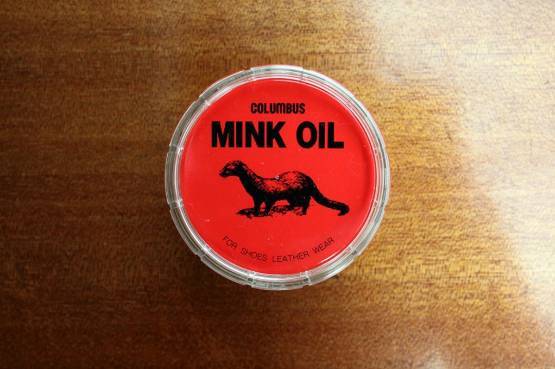 COLUMBUS
MINK OIL
FOR SHOES LEATHER WEAR